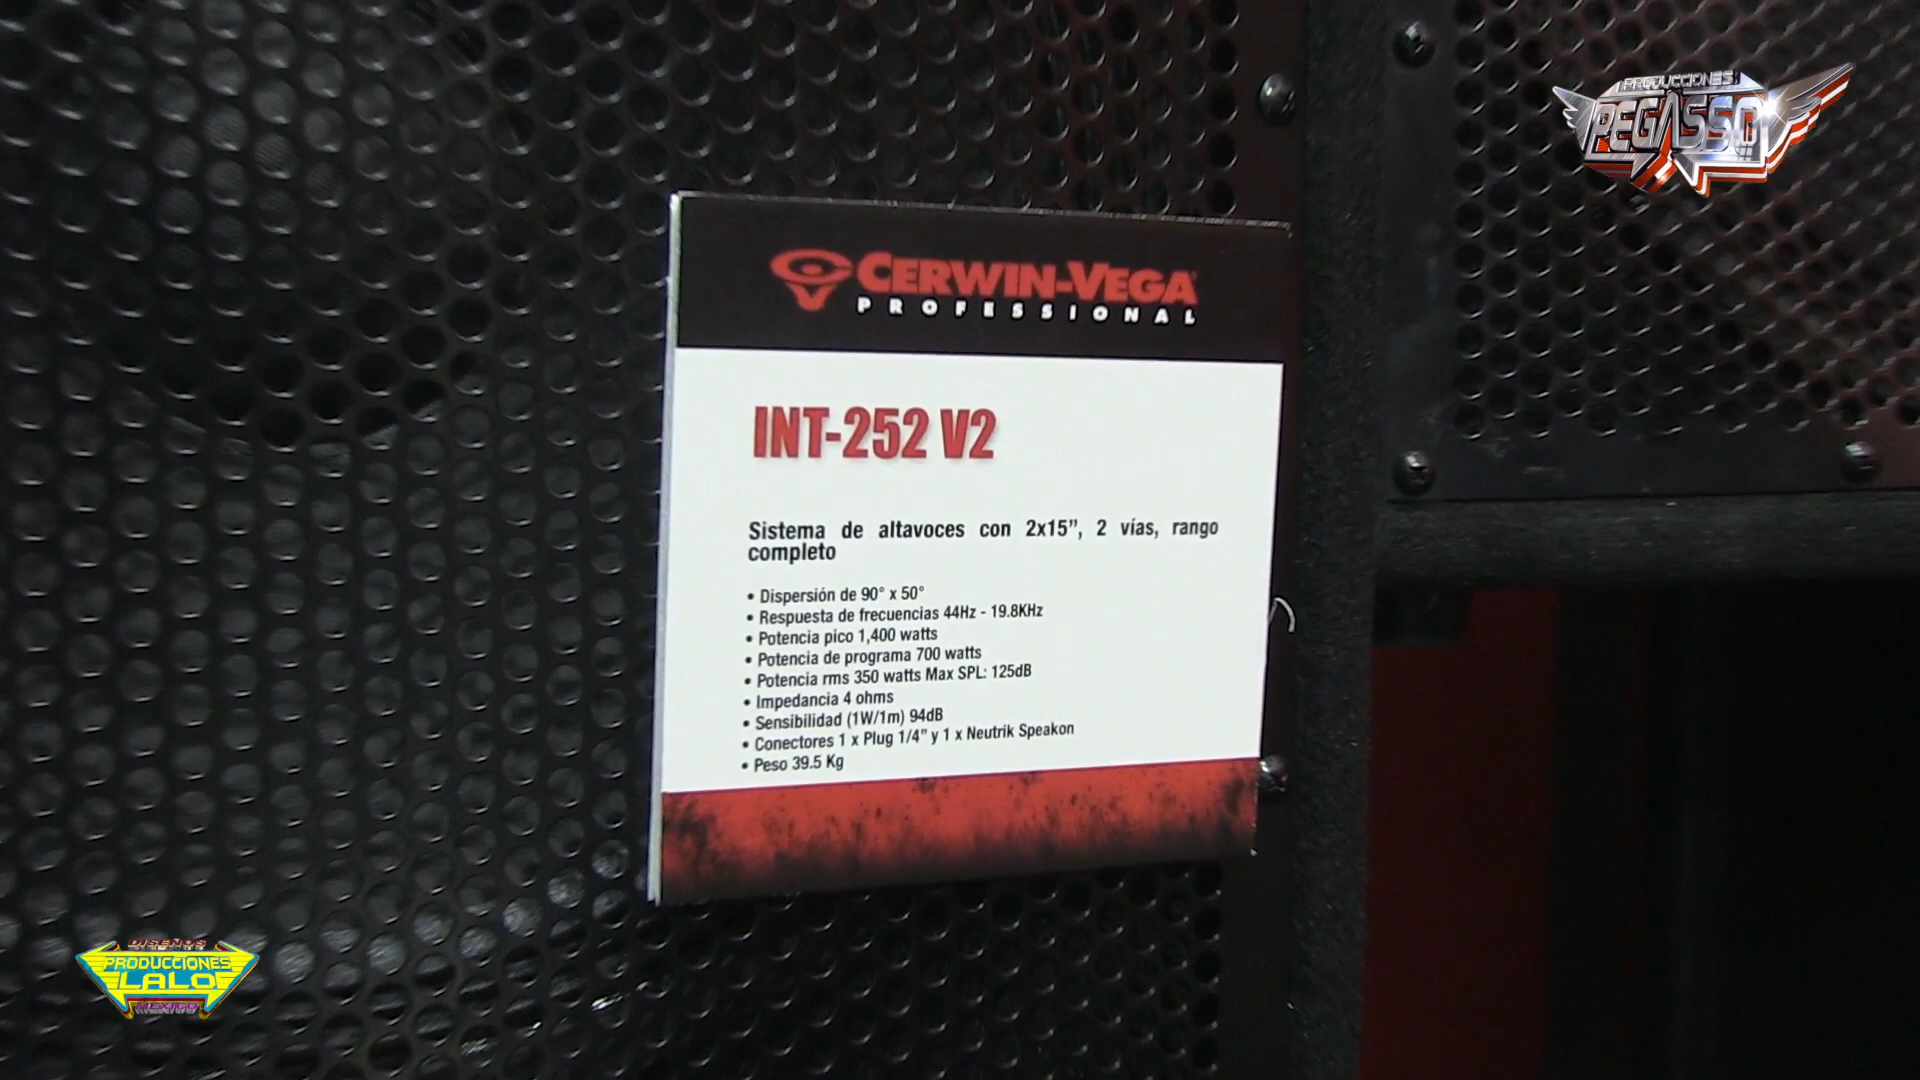 PRODUCCIONES
PEGASSO
CERWIN-VEGA
PROFESSIONAL
INT-252 V2
Sistema de altavoces con 2x15”, 2 vías, rango
completo
• Dispersión de 90° x 50°
• Respuesta de frecuencias 44Hz - 19.8KHz
• Potencia pico 1,400 watts
• Potencia de programa 700 watts
• Potencia rms 350 watts Max SPL: 125dB
• Impedancia 4 ohms
• Sensibilidad (1W/1m) 94dB
• Conectores 1 x Plug 1/4” y 1 x Neutrik Speakon
• Peso 39.5 Kg
DISEÑOS
PRODUCCIONES
LALO
MEXICO